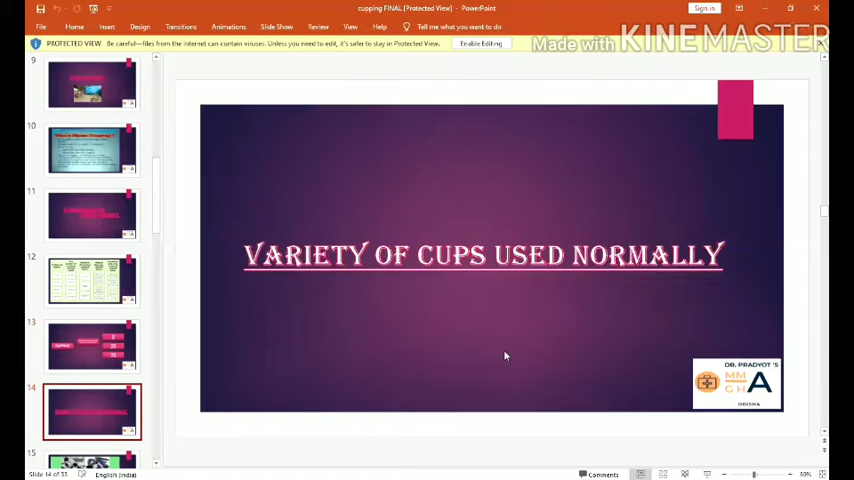 cupping FINAL [Protected View] - PowerPoint
Sign in
File Home Insert Design Transitions Animations Slide Show Review View Help Tell me what you want to do
PROTECTED VIEW Be careful—files from the Internet can contain viruses. Unless you need to edit, it's safer to stay in Protected View. Enable Editing
Made with KINEMASTER
9
10
11
12
13
14
15
VARIETY OF CUPS USED NORMALLY
DR. PRADYOT 'S
MM
GH
A
ODISHA
Slide 14 of 33 English (India) Comments 39%